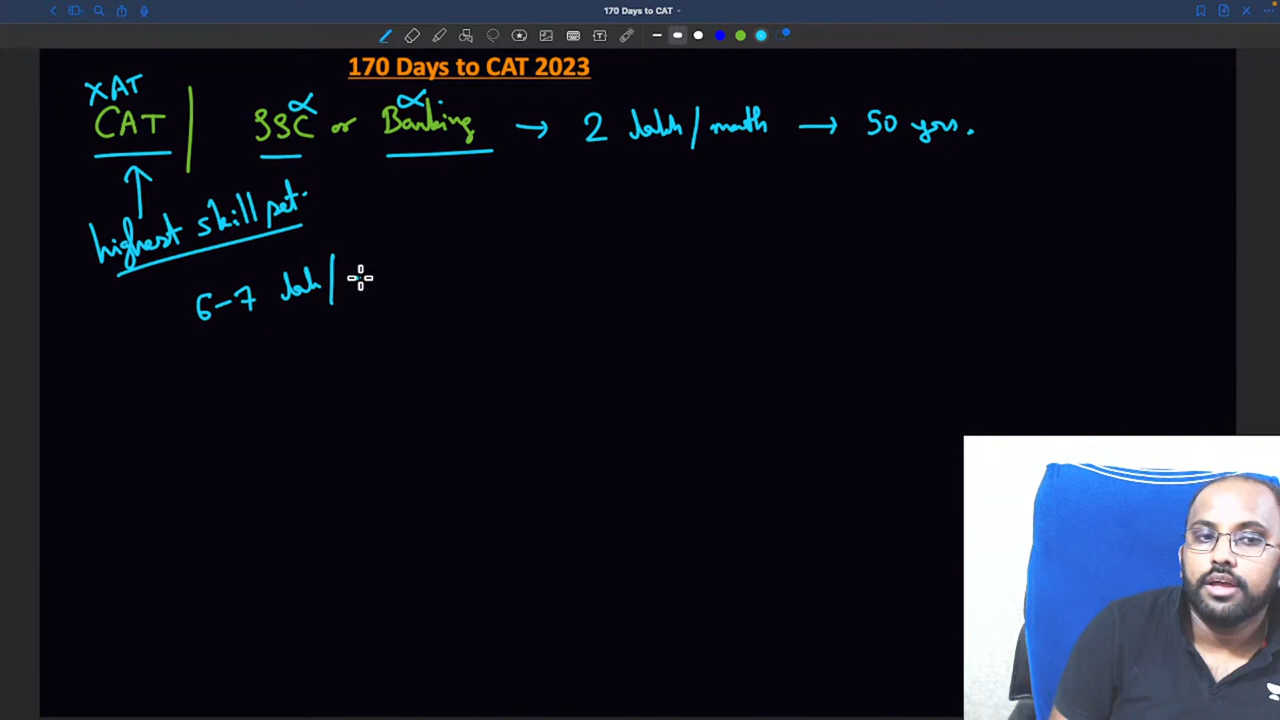 170 Days to CAT
170 Days to CAT 2023
XAT
CAT | SSC or Banking → 2 lakh/month → 50 yrs.
highest skill set.
6-7 lakh/